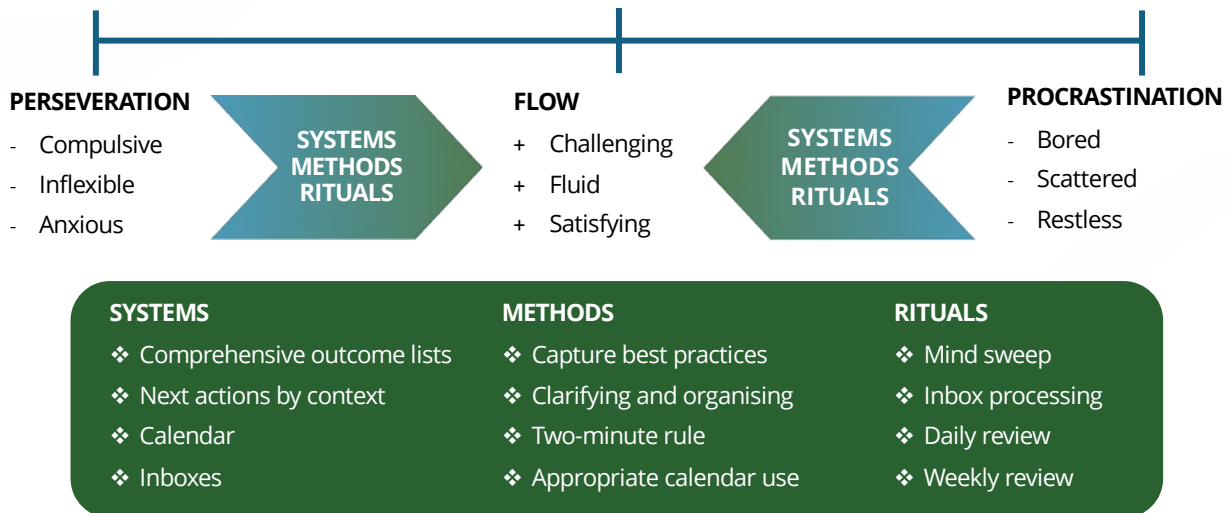 PERSEVERATION
- Compulsive
- Inflexible
- Anxious
SYSTEMS
METHODS
RITUALS
FLOW
+ Challenging
+ Fluid
+ Satisfying
SYSTEMS
METHODS
RITUALS
PROCRASTINATION
- Bored
- Scattered
- Restless
SYSTEMS
❖ Comprehensive outcome lists
❖ Next actions by context
❖ Calendar
❖ Inboxes
METHODS
❖ Capture best practices
❖ Clarifying and organising
❖ Two-minute rule
❖ Appropriate calendar use
RITUALS
❖ Mind sweep
❖ Inbox processing
❖ Daily review
❖ Weekly review